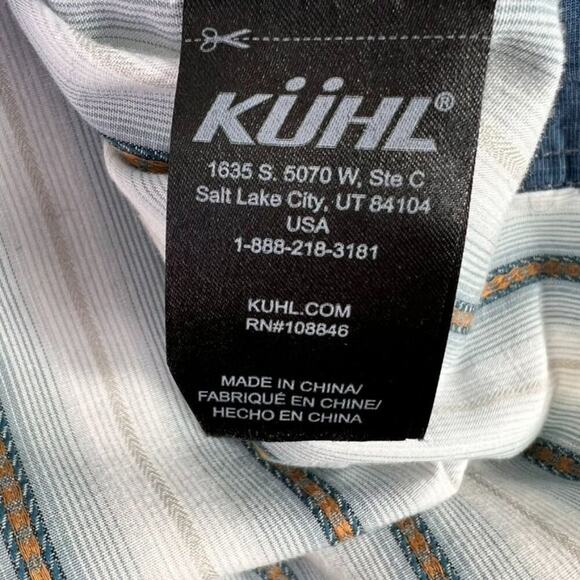 KÜHL®
1635 S. 5070 W, Ste C
Salt Lake City, UT 84104
USA
1-888-218-3181
KUHL.COM
RN#108846
MADE IN CHINA/
FABRIQUÉ EN CHINE/
HECHO EN CHINA